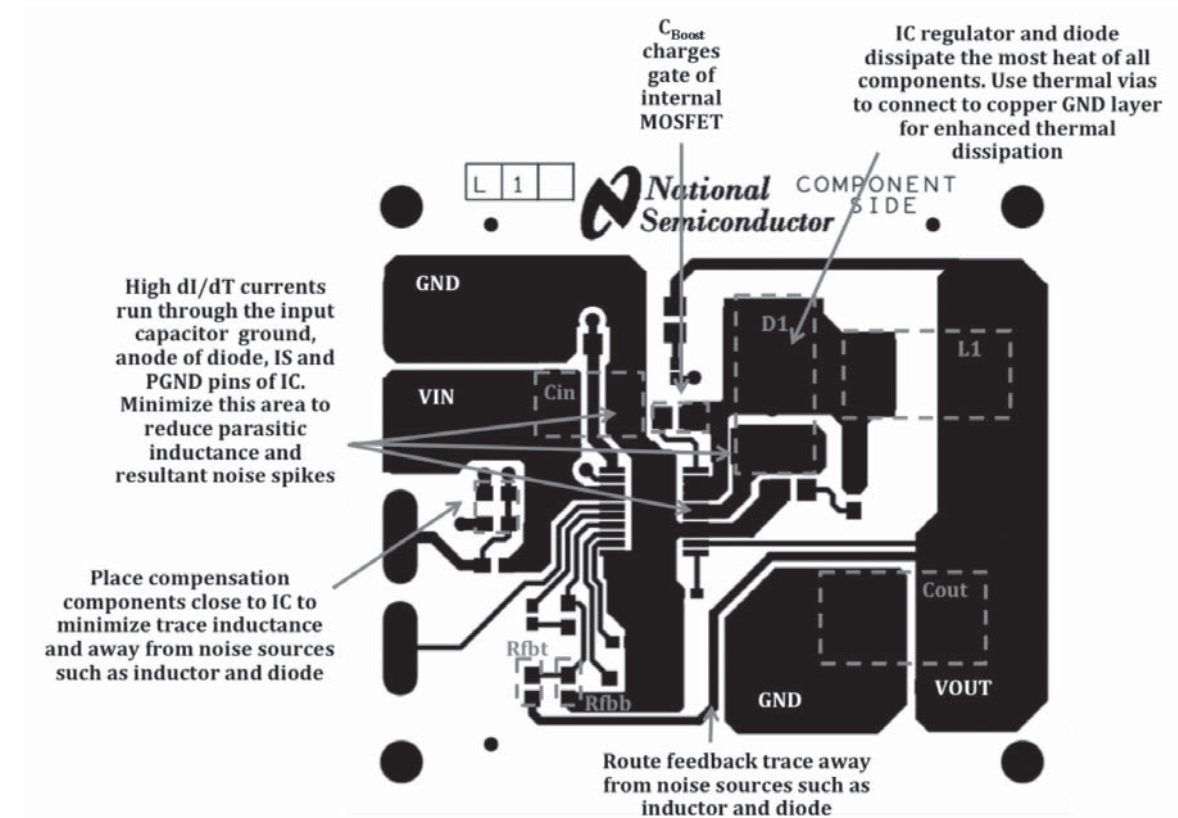 C_Boost
charges
gate of
internal
MOSFET
IC regulator and diode
dissipate the most heat of all
components. Use thermal vias
to connect to copper GND layer
for enhanced thermal
dissipation
L 1
National
Semiconductor
COMPONENT
SIDE
High dI/dT currents
run through the input
capacitor ground,
anode of diode, IS and
PGND pins of IC.
Minimize this area to
reduce parasitic
inductance and
resultant noise spikes
GND
D1
L1
VIN
Cin
Place compensation
components close to IC to
minimize trace inductance
and away from noise sources
such as inductor and diode
Cout
Rfbt
Rfbb
GND
VOUT
Route feedback trace away
from noise sources such as
inductor and diode